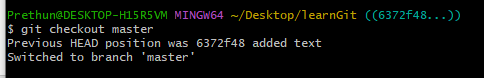 Prethun@DESKTOP-H15R5VM MINGW64 ~/Desktop/learnGit ((6372f48...))
$ git checkout master
Previous HEAD position was 6372f48 added text
Switched to branch 'master'